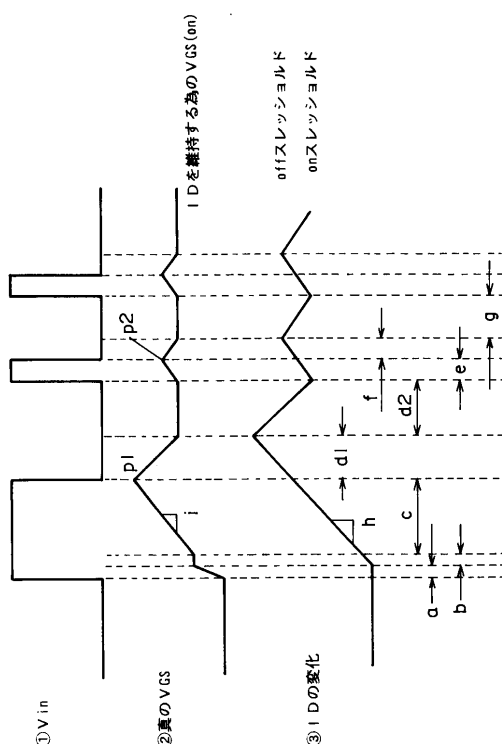 ①Vin
②真のVGS
③IDの変化
IDを維持する為のVGS(on)
offスレッショルド
onスレッショルド
p1
p2
i
h
a
b
c
d1
d2
e
f
g